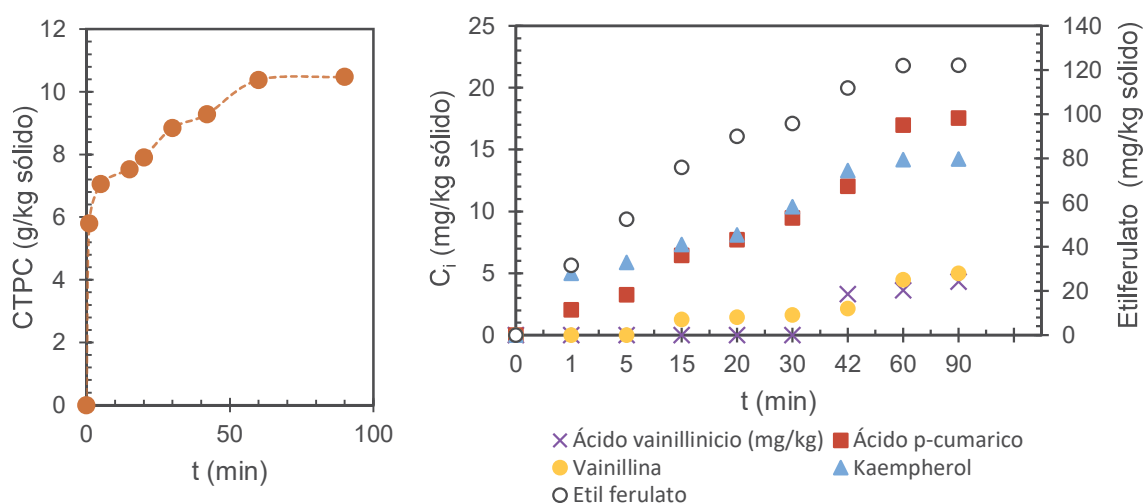 12
10
8
6
4
2
0
0
50
100
CTPC (g/kg sólido)
t (min)
25
20
15
10
5
0
C_i (mg/kg sólido)
140
120
100
80
60
40
20
0
Etilferulato (mg/kg sólido)
0 1 5 15 20 30 42 60 90
t (min)
Ácido vainillinicio (mg/kg)
Ácido p-cumarico
Vainillina
Kaempherol
Etil ferulato